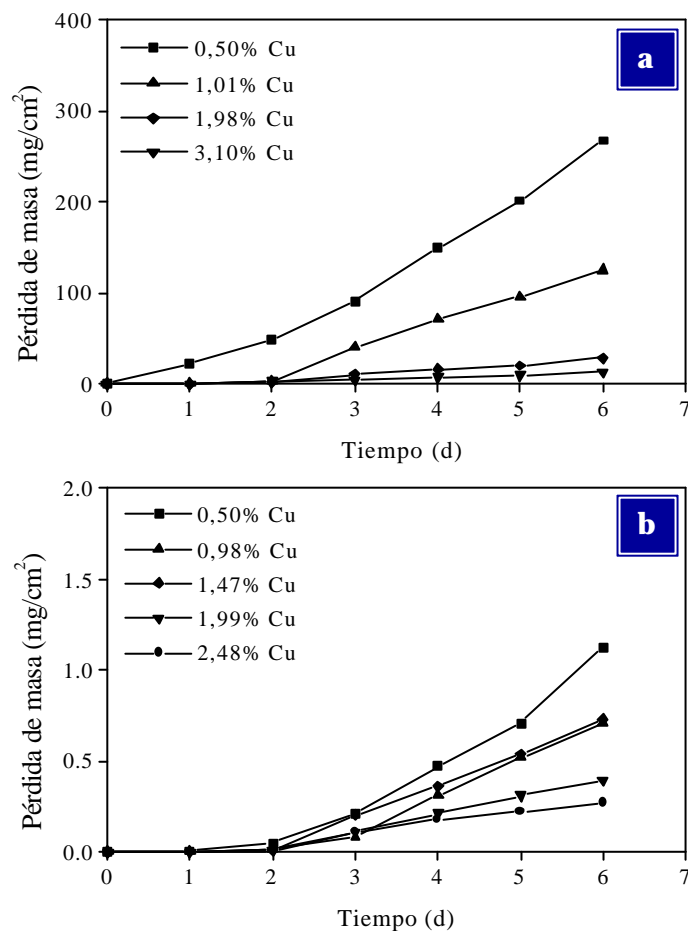 a
400
300
200
100
0
Pérdida de masa (mg/cm²)
0,50% Cu
1,01% Cu
1,98% Cu
3,10% Cu
0 1 2 3 4 5 6 7
Tiempo (d)
b
2.0
1.5
1.0
0.5
0.0
Pérdida de masa (mg/cm²)
0,50% Cu
0,98% Cu
1,47% Cu
1,99% Cu
2,48% Cu
0 1 2 3 4 5 6 7
Tiempo (d)